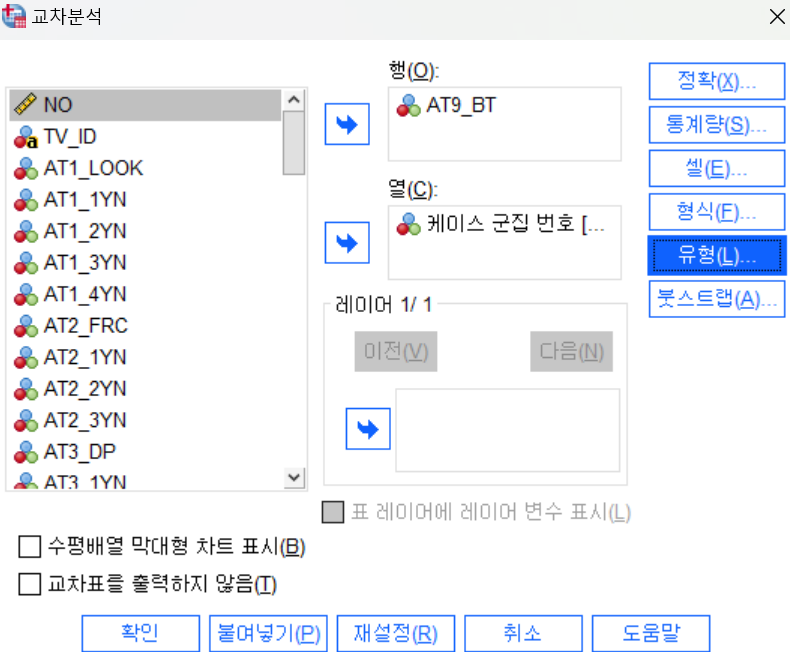 교차분석
행(O):
NO
TV_ID
AT1_LOOK
AT1_1YN
AT1_2YN
AT1_3YN
AT1_4YN
AT2_FRC
AT2_1YN
AT2_2YN
AT2_3YN
AT3_DP
AT3_1YN
AT9_BT
열(C):
케이스 군집 번호 [...
레이어 1/ 1
이전(V)
다음(N)
표 레이어에 레이어 변수 표시(L)
정확(X)...
통계량(S)...
셀(E)...
형식(F)...
유형(L)...
붓스트랩(A)...
수평배열 막대형 차트 표시(B)
교차표를 출력하지 않음(T)
확인
붙여넣기(P)
재설정(R)
취소
도움말